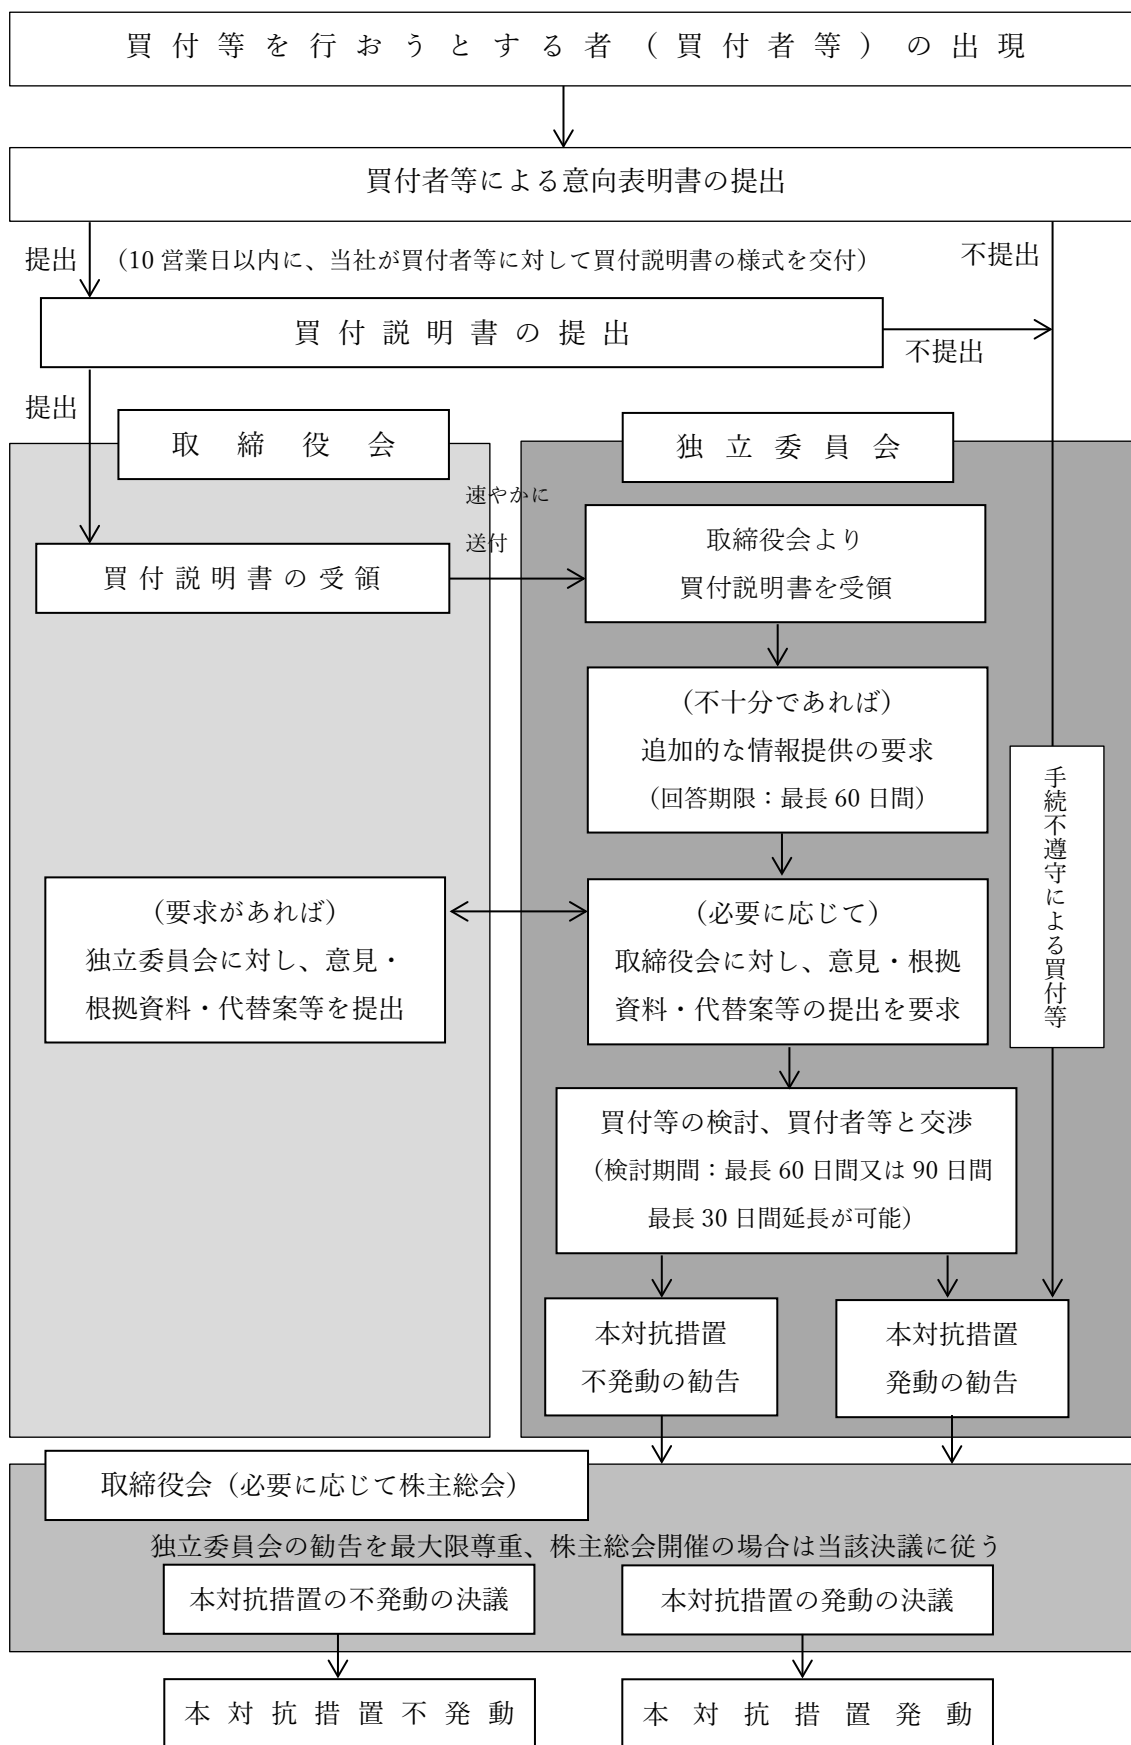 買付等を行おうとする者（買付者等）の出現
買付者等による意向表明書の提出
提出
（10 営業日以内に、当社が買付者等に対して買付説明書の様式を交付）
不提出
買付説明書の提出
不提出
提出
取締役会
独立委員会
速やかに
送付
買付説明書の受領
取締役会より
買付説明書を受領
（不十分であれば）
追加的な情報提供の要求
（回答期限：最長 60 日間）
手続不遵守による買付等
（要求があれば）
独立委員会に対し、意見・
根拠資料・代替案等を提出
（必要に応じて）
取締役会に対し、意見・根拠
資料・代替案等の提出を要求
買付等の検討、買付者等と交渉
（検討期間：最長 60 日間又は 90 日間
最長 30 日間延長が可能）
本対抗措置
不発動の勧告
本対抗措置
発動の勧告
取締役会（必要に応じて株主総会）
独立委員会の勧告を最大限尊重、株主総会開催の場合は当該決議に従う
本対抗措置の不発動の決議
本対抗措置の発動の決議
本対抗措置不発動
本対抗措置発動